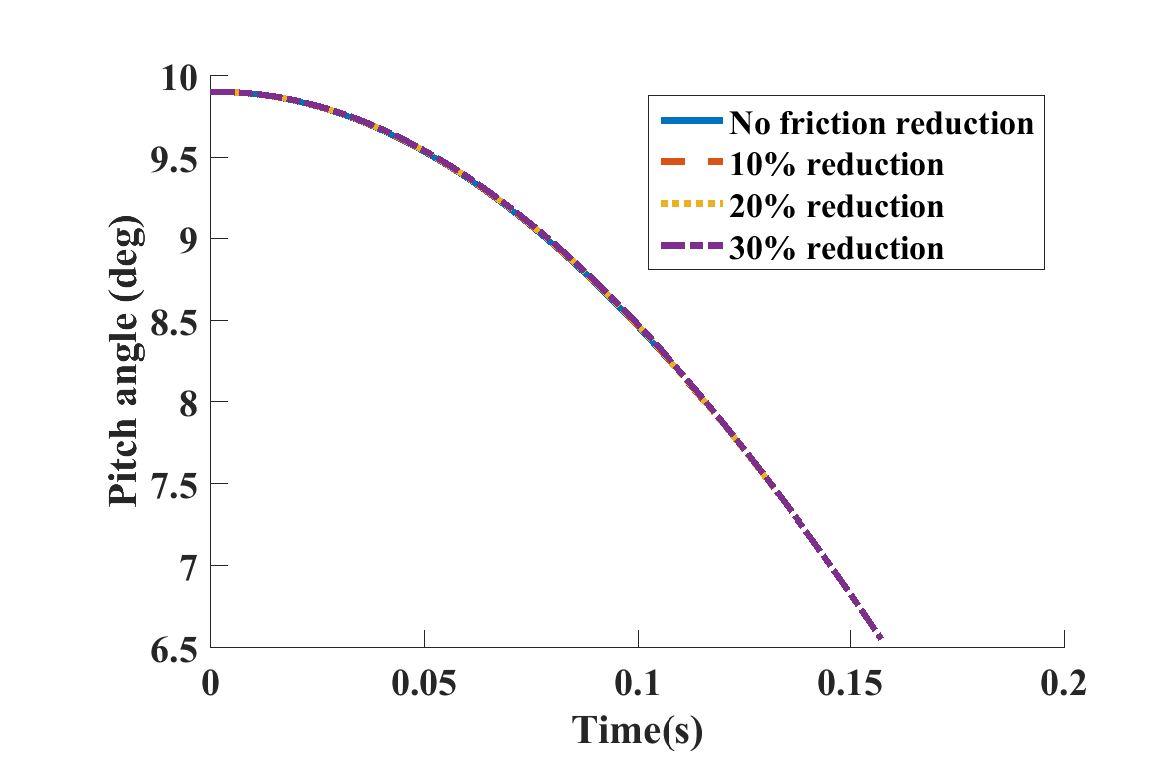 10
9.5
9
8.5
8
7.5
7
6.5
Pitch angle (deg)
No friction reduction
10% reduction
20% reduction
30% reduction
0
0.05
0.1
0.15
0.2
Time(s)